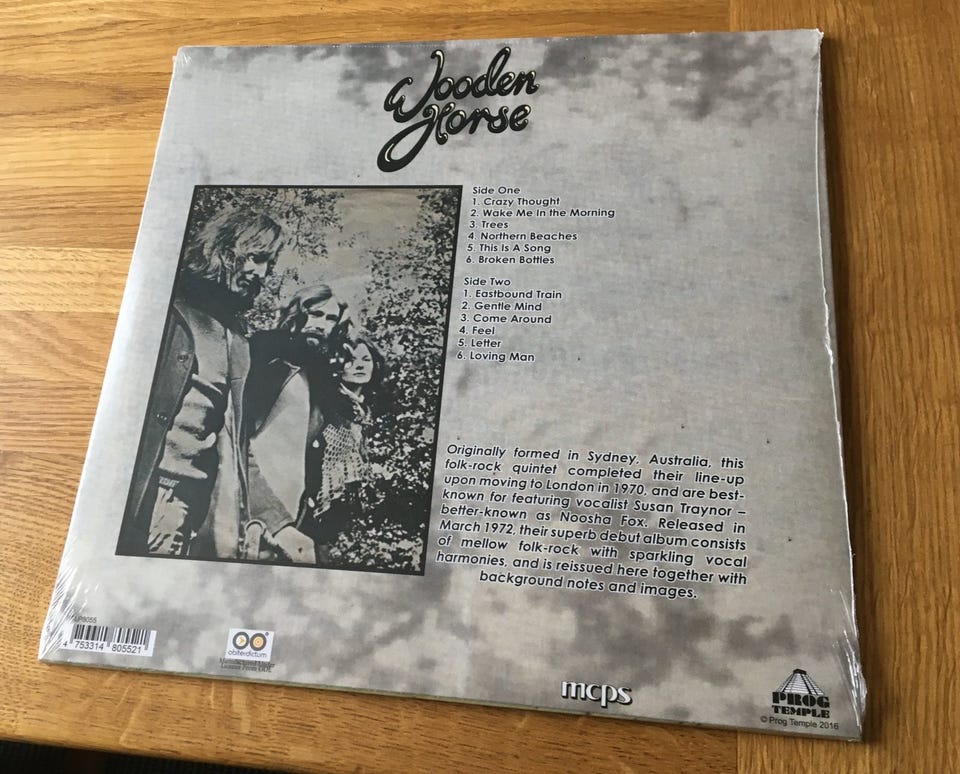 Wooden
Horse
Side One
1. Crazy Thought
2. Wake Me In the Morning
3. Trees
4. Northern Beaches
5. This Is A Song
6. Broken Bottles
Side Two
1. Eastbound Train
2. Gentle Mind
3. Come Around
4. Feel
5. Letter
6. Loving Man
Originally formed in Sydney, Australia, this
folk-rock quintet completed their line-up
upon moving to London in 1970, and are best-
known for featuring vocalist Susan Traynor –
better-known as Noosha Fox. Released in
March 1972, their superb debut album consists
of mellow folk-rock with sparkling vocal
harmonies, and is reissued here together with
background notes and images.
4 753314 805521
obiterdictum
Manufactured Under
License From ODL
mcps
PROG
TEMPLE
© Prog Temple 2016